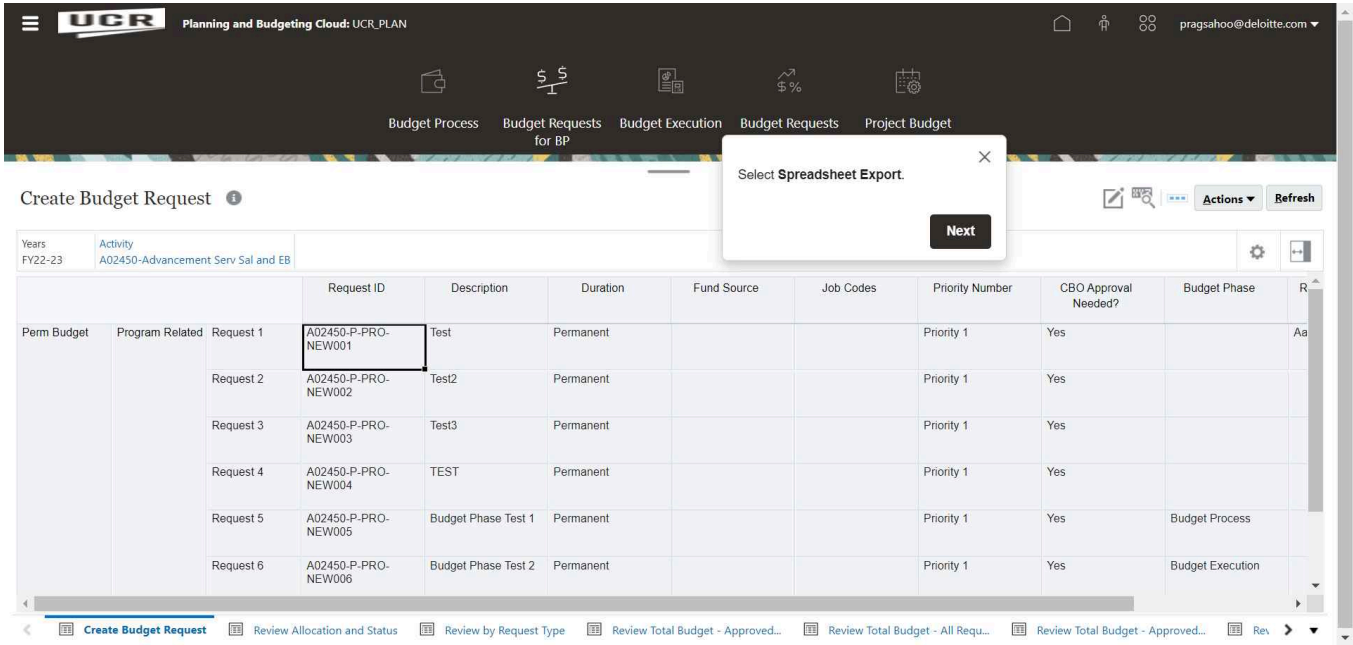 UCR Planning and Budgeting Cloud: UCR_PLAN pragsahoo@deloitte.com
Budget Process Budget Requests for BP Budget Execution Budget Requests Project Budget
Select Spreadsheet Export.
Next
Create Budget Request Actions Refresh
Years Activity
FY22-23 A02450-Advancement Serv Sal and EB
Request ID Description Duration Fund Source Job Codes Priority Number CBO Approval Needed? Budget Phase R
Perm Budget Program Related Request 1 A02450-P-PRO-NEW001 Test Permanent Priority 1 Yes Aa
Request 2 A02450-P-PRO-NEW002 Test2 Permanent Priority 1 Yes
Request 3 A02450-P-PRO-NEW003 Test3 Permanent Priority 1 Yes
Request 4 A02450-P-PRO-NEW004 TEST Permanent Priority 1 Yes
Request 5 A02450-P-PRO-NEW005 Budget Phase Test 1 Permanent Priority 1 Yes Budget Process
Request 6 A02450-P-PRO-NEW006 Budget Phase Test 2 Permanent Priority 1 Yes Budget Execution
Create Budget Request Review Allocation and Status Review by Request Type Review Total Budget - Approved... Review Total Budget - All Requ... Review Total Budget - Approved... Rev